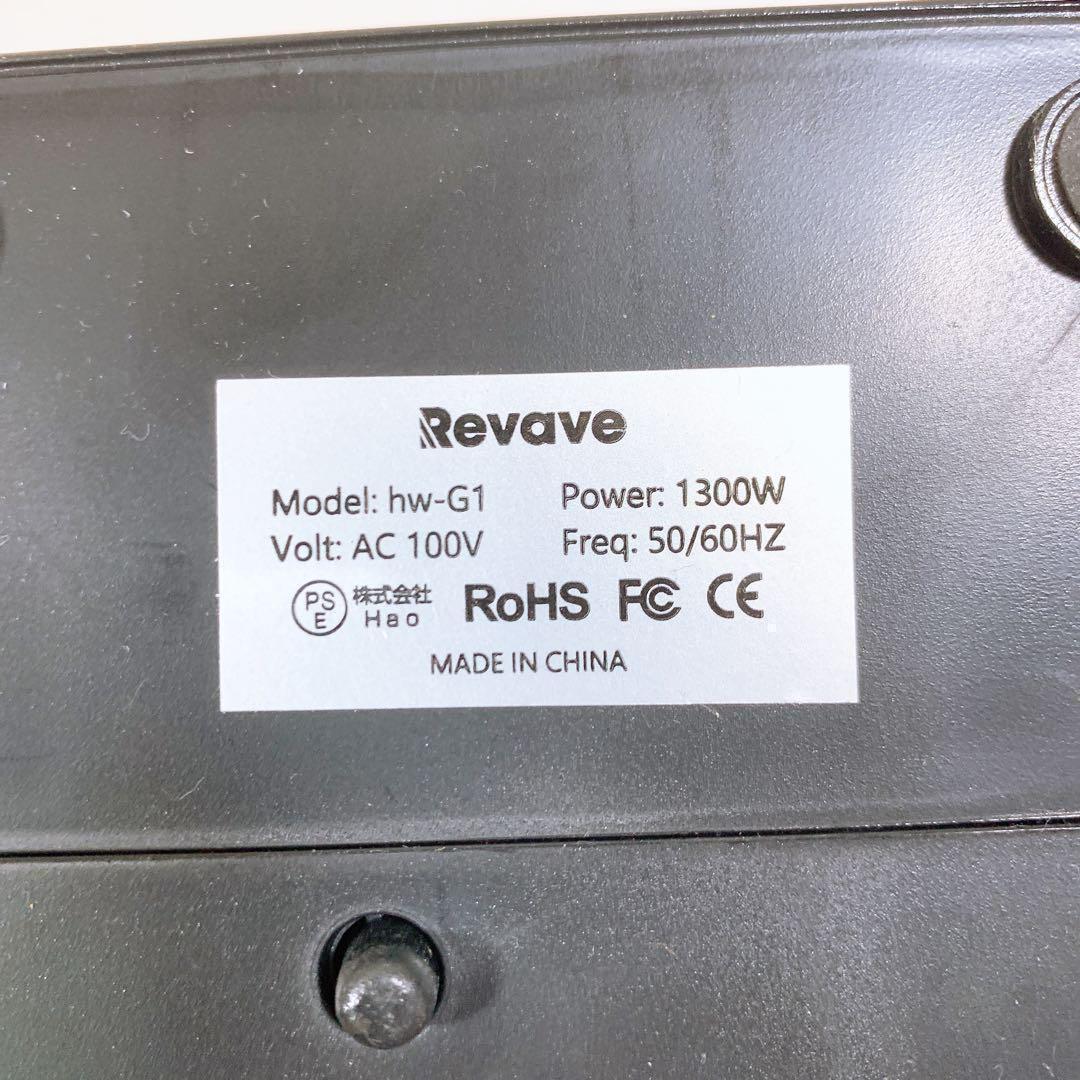 Revave
Model: hw-G1 Power: 1300W
Volt: AC 100V Freq: 50/60HZ
PSE 株式会社 Hao RoHS FC CE
MADE IN CHINA